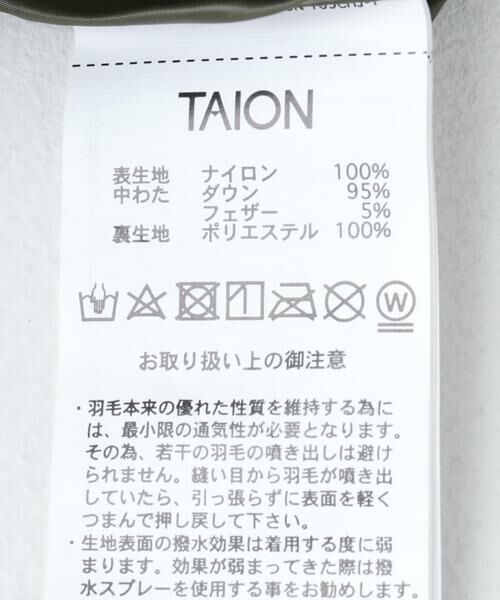 TAION
表生地 ナイロン 100%
中わた ダウン 95%
フェザー 5%
裏生地 ポリエステル 100%
W
お取り扱い上の御注意
・羽毛本来の優れた性質を維持する為に
は、最小限の通気性が必要となります。
その為、若干の羽毛の噴き出しは避け
られません。縫い目から羽毛が噴き出
していたら、引っ張らずに表面を軽く
つまんで押し戻して下さい。
・生地表面の撥水効果は着用する度に弱
まります。効果が弱まってきた際は撥
水スプレーを使用する事をお勧めします。